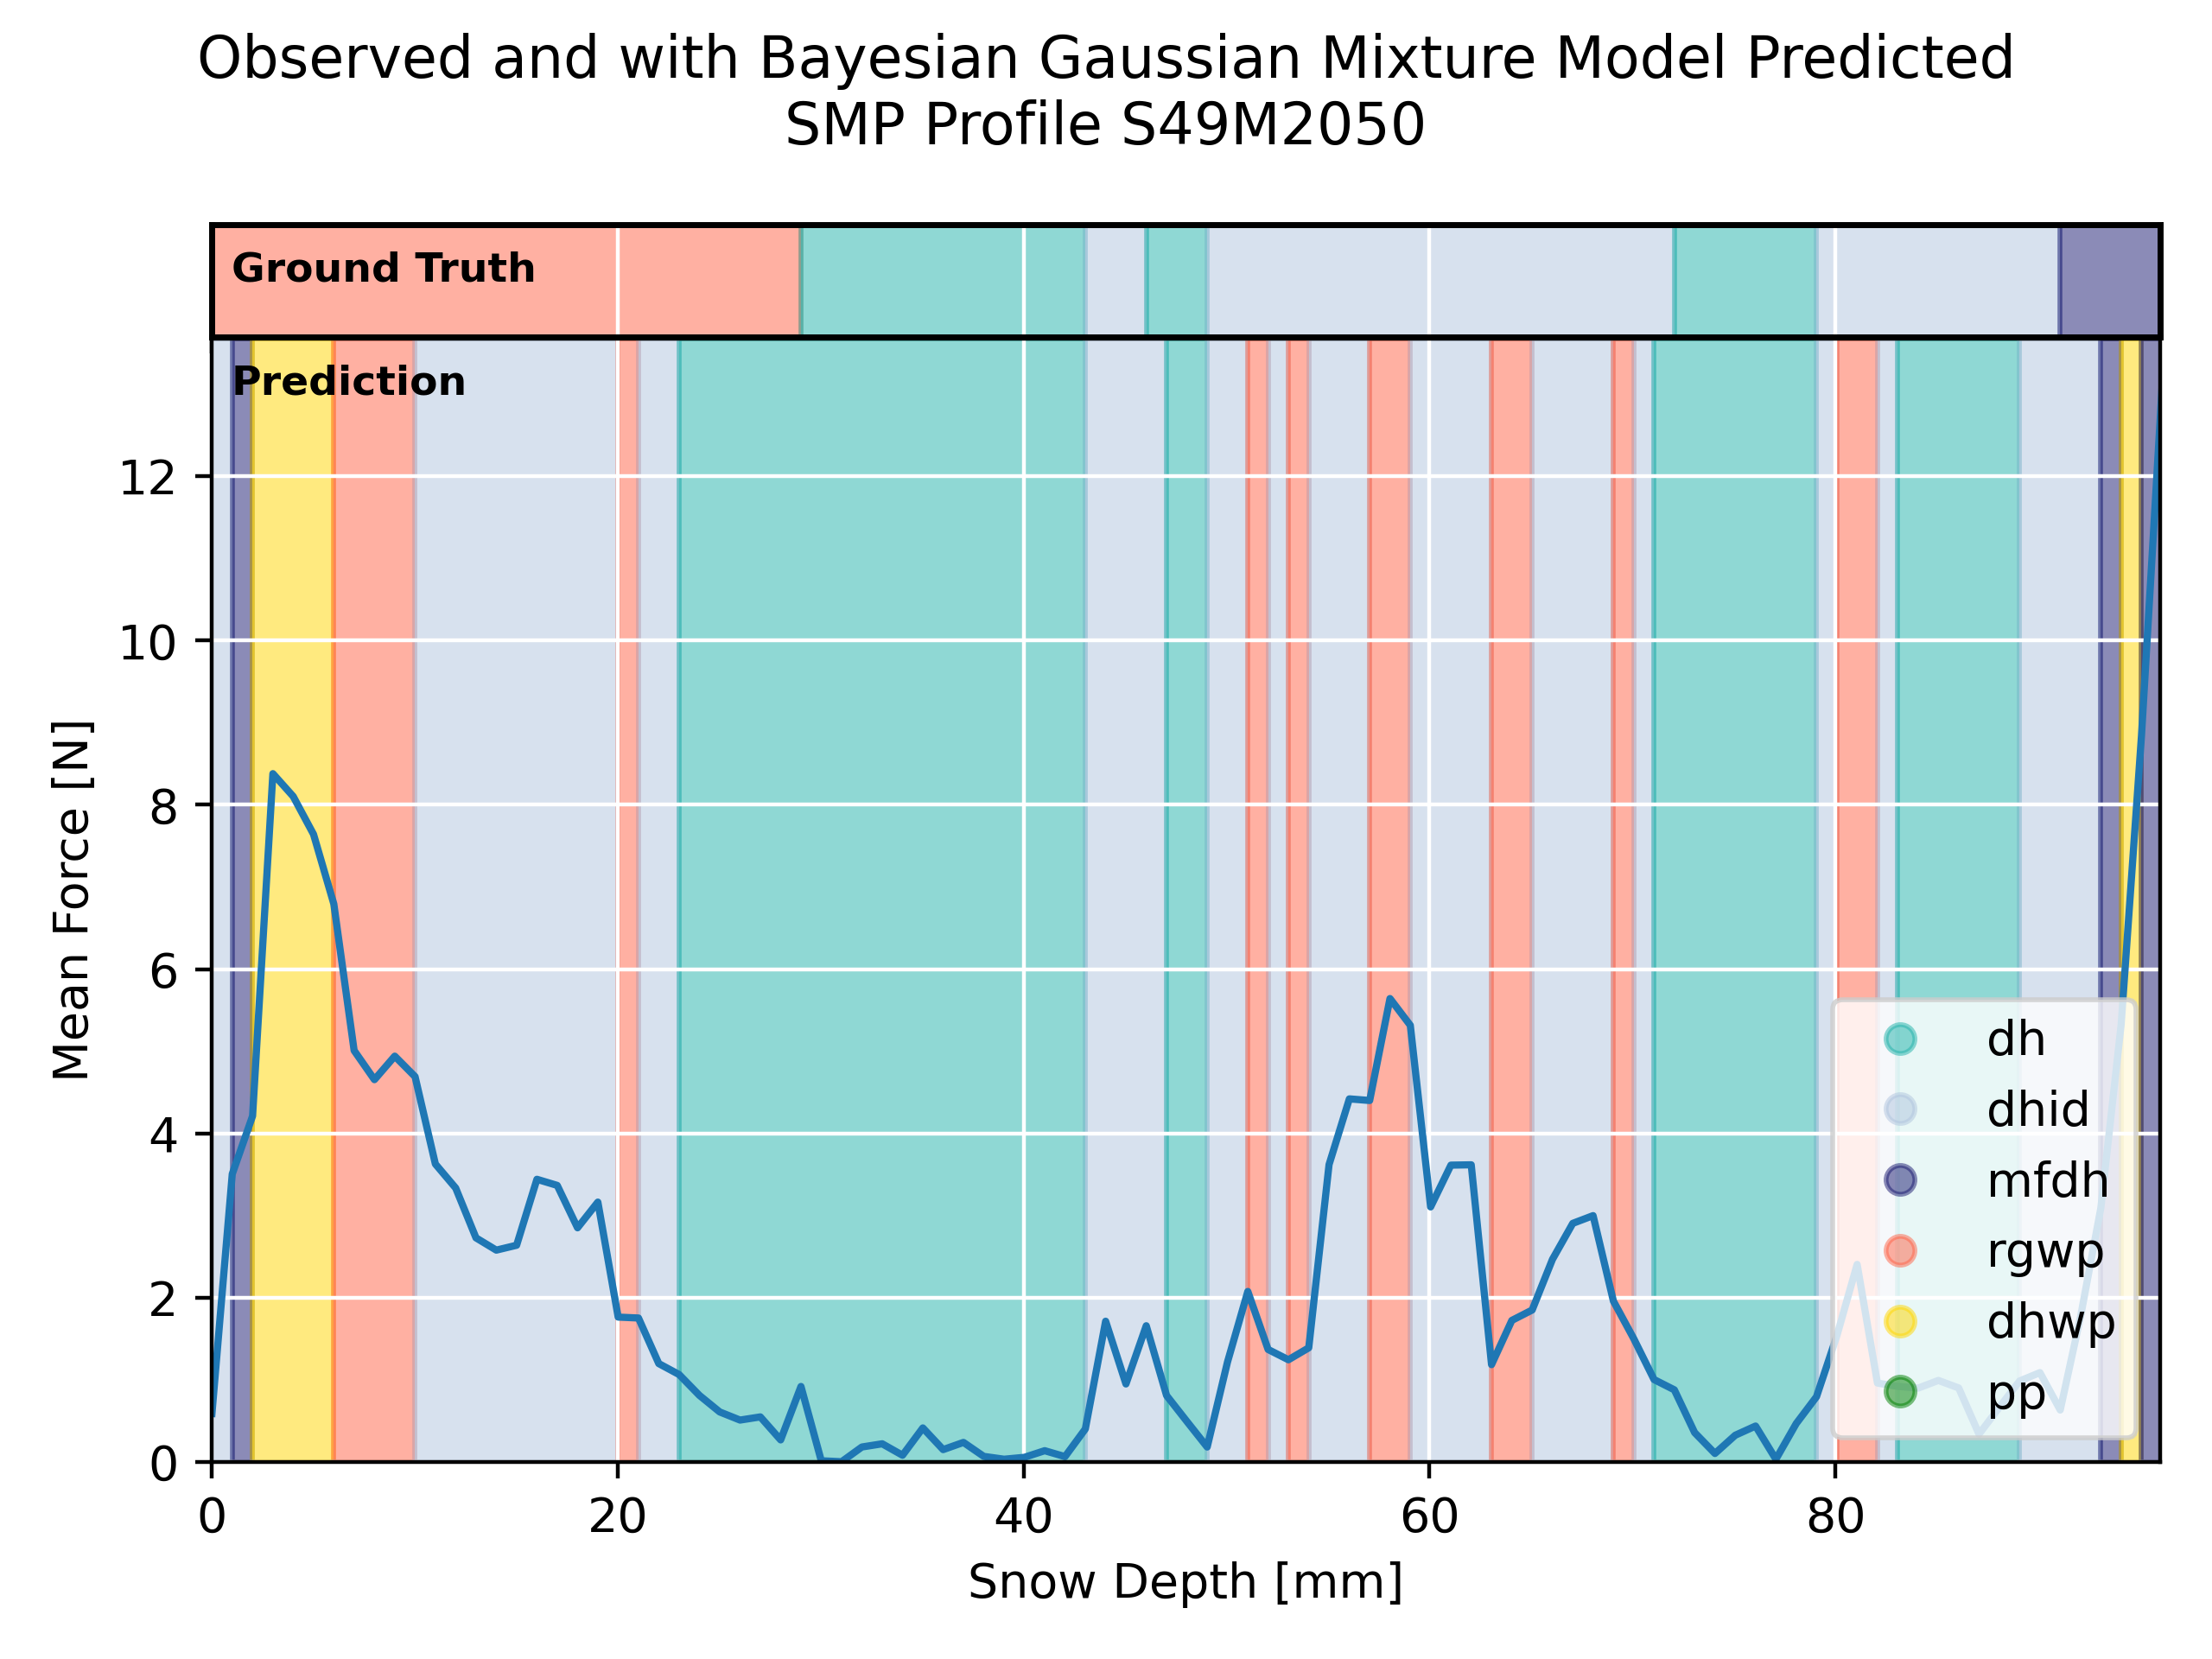 Observed and with Bayesian Gaussian Mixture Model Predicted
SMP Profile S49M2050
Ground Truth
Prediction
12
10
8
6
4
2
0
Mean Force [N]
dh
dhid
mfdh
rgwp
dhwp
pp
0 20 40 60 80
Snow Depth [mm]